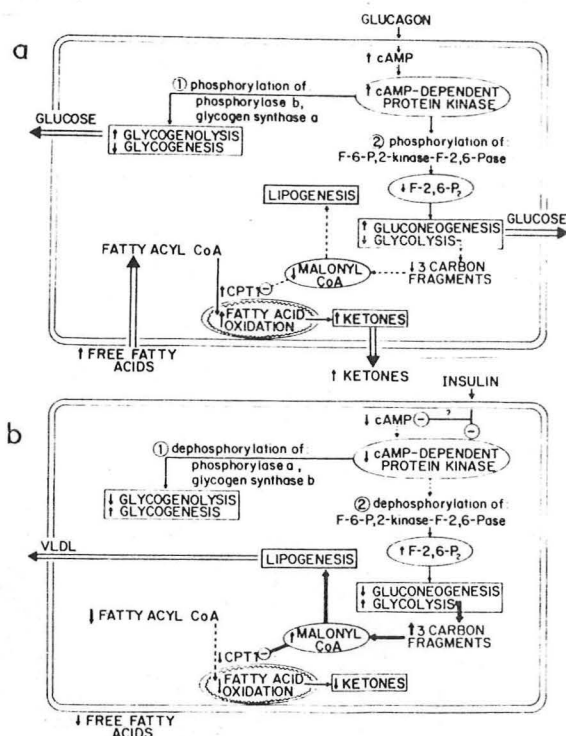 GLUCAGON
a
↑ cAMP
① phosphorylation of
phosphorylase b,
glycogen synthase a
↑ cAMP-DEPENDENT
PROTEIN KINASE
GLUCOSE
↑ GLYCOGENOLYSIS
↓ GLYCOGENESIS
② phosphorylation of
F-6-P,2-kinase-F-2,6-Pase
↓ F-2,6-P₂
LIPOGENESIS
↑ GLUCONEOGENESIS
↓ GLYCOLYSIS
GLUCOSE
FATTY ACYL CoA
↓ MALONYL
CoA
↓ 3 CARBON
FRAGMENTS
↑ CPT 1
↑ FATTY ACID
OXIDATION
↑ KETONES
↑ FREE FATTY
ACIDS
↑ KETONES
INSULIN
b
↓ cAMP
?
① dephosphorylation of
phosphorylase a,
glycogen synthase b
↓ cAMP-DEPENDENT
PROTEIN KINASE
↓ GLYCOGENOLYSIS
↑ GLYCOGENESIS
② dephosphorylation of
F-6-P,2-kinase-F-2,6-Pase
VLDL
↑ F-2,6-P₂
LIPOGENESIS
↓ GLUCONEOGENESIS
↑ GLYCOLYSIS
↓ FATTY ACYL CoA
↑ MALONYL
CoA
↑ 3 CARBON
FRAGMENTS
↓ CPT 1
↓ FATTY ACID
OXIDATION
↓ KETONES
↓ FREE FATTY
ACIDS